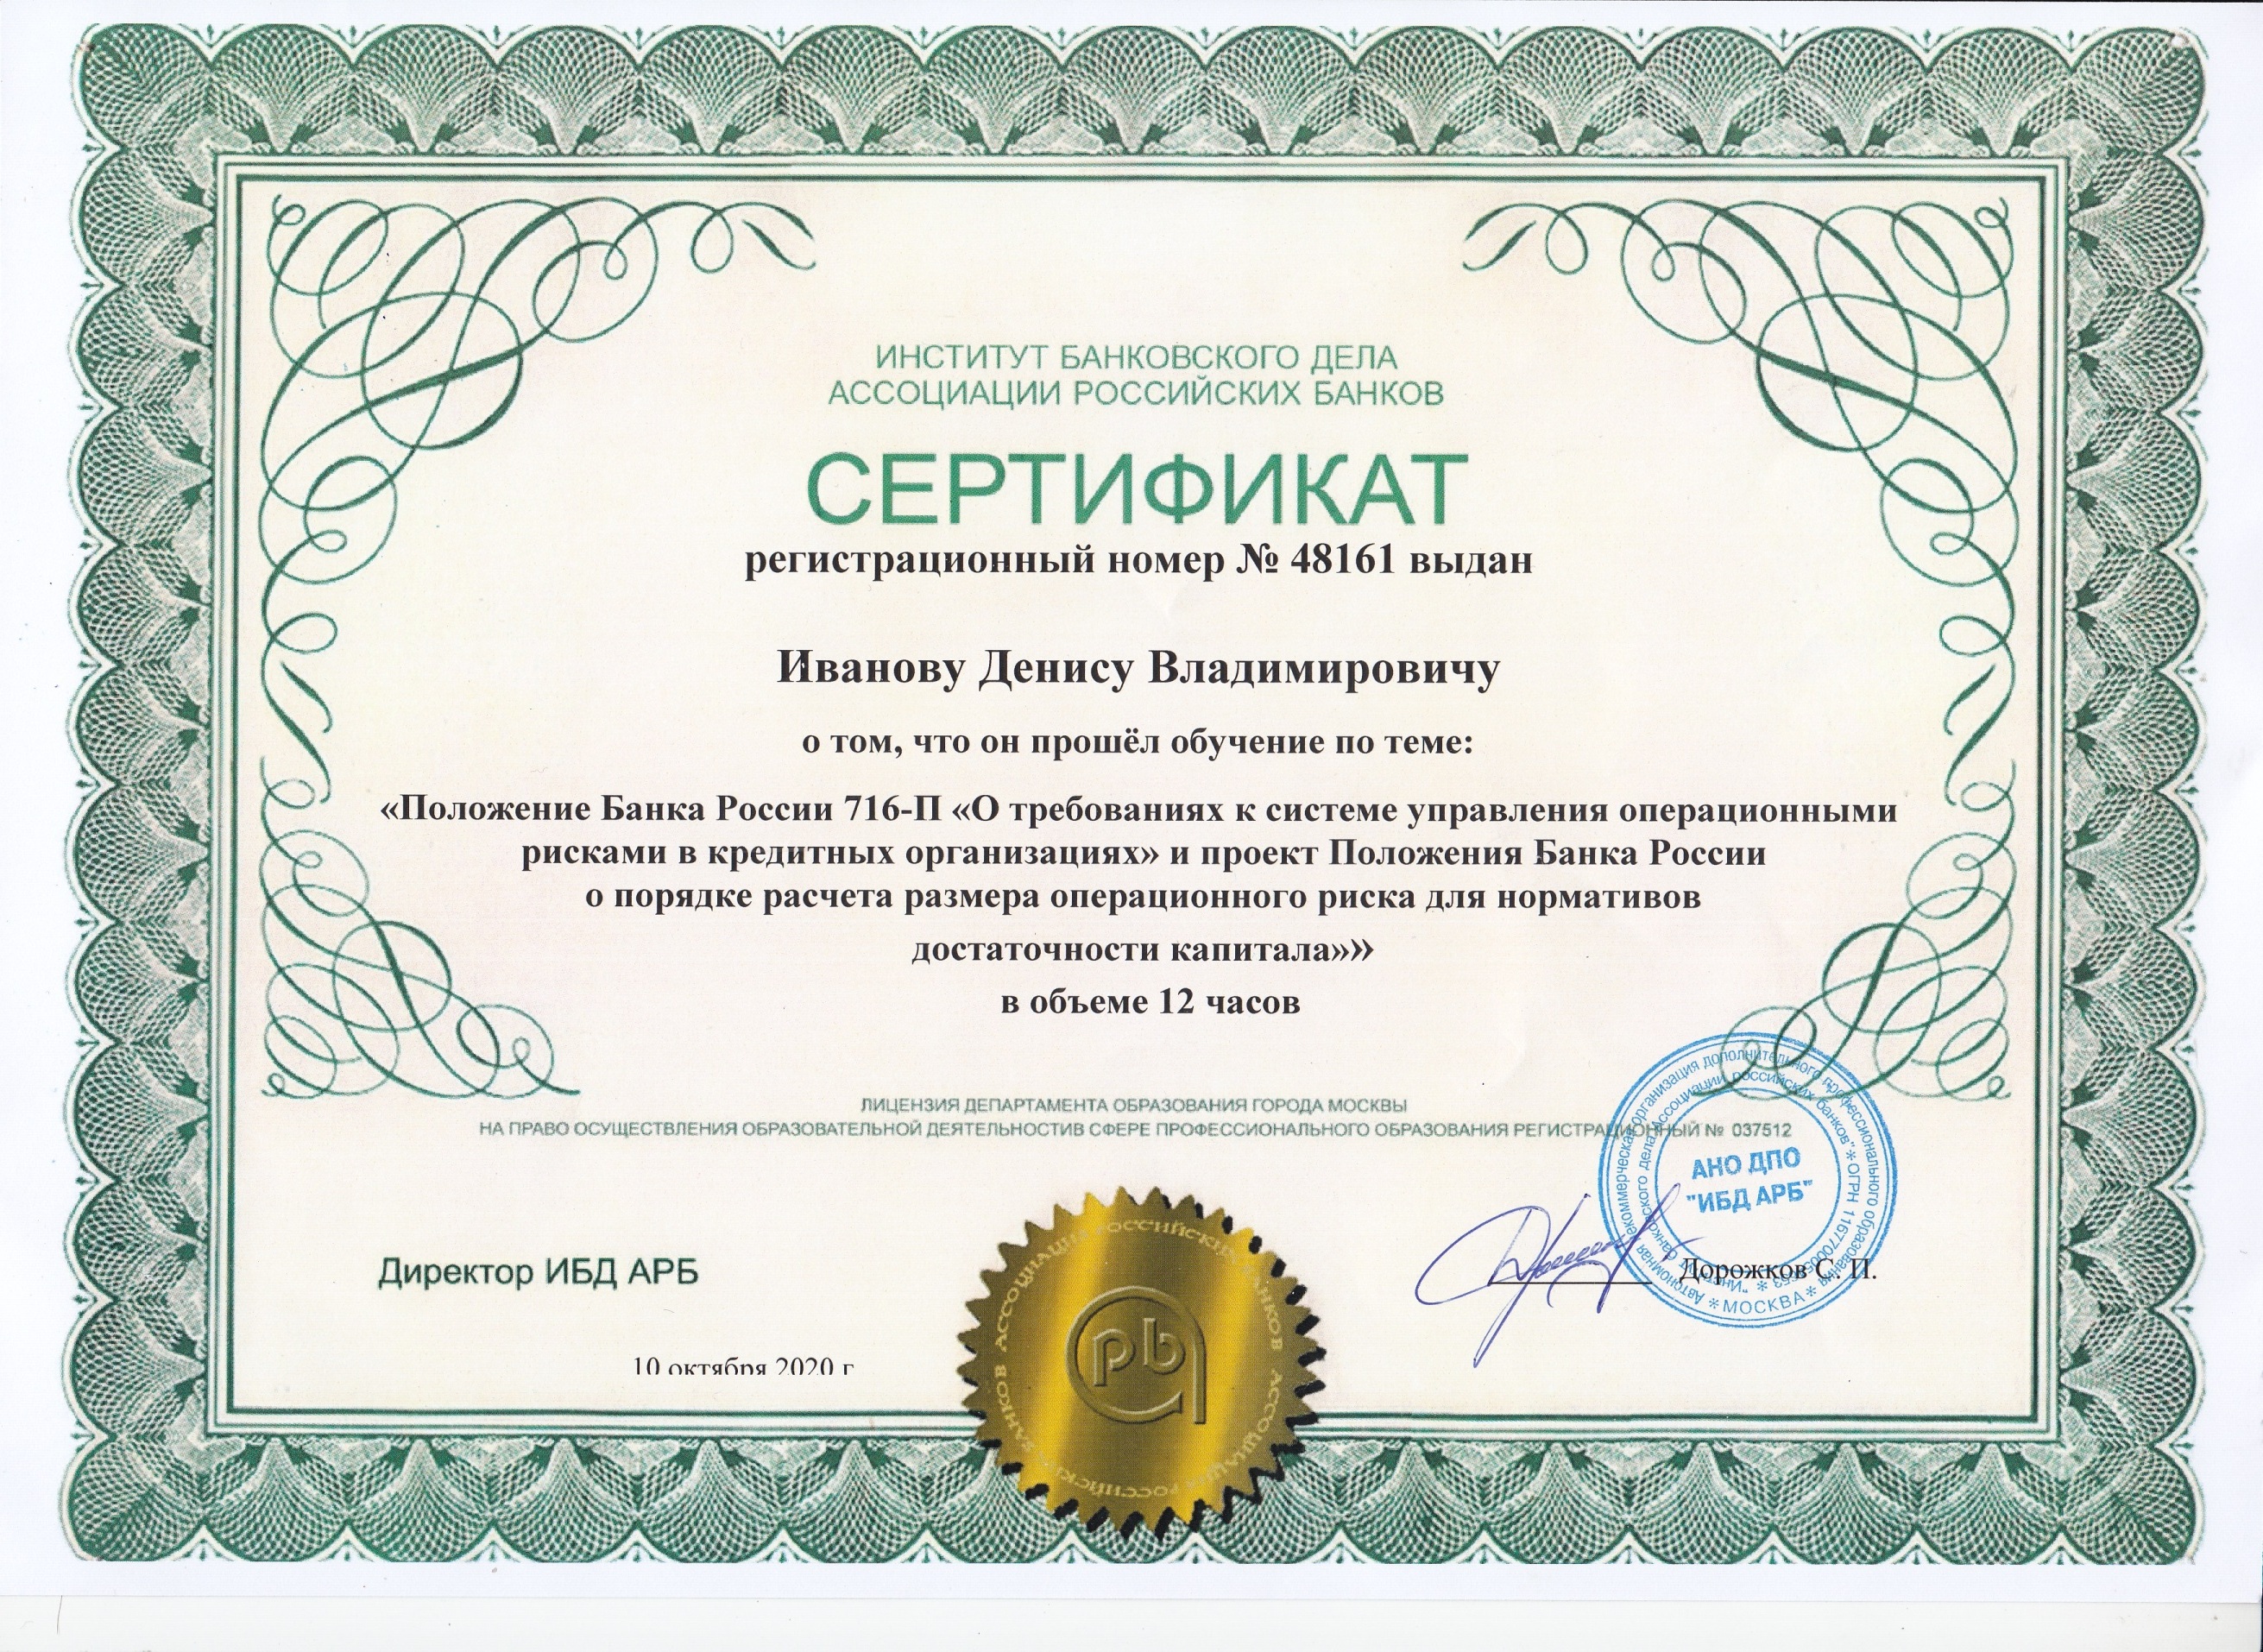 ИНСТИТУТ БАНКОВСКОГО ДЕЛА
АССОЦИАЦИИ РОССИЙСКИХ БАНКОВ
СЕРТИФИКАТ
регистрационный номер № 48161 выдан
Иванову Денису Владимировичу
о том, что он прошёл обучение по теме:
«Положение Банка России 716-П «О требованиях к системе управления операционными
рисками в кредитных организациях» и проект Положения Банка России
о порядке расчета размера операционного риска для нормативов
достаточности капитала»»
в объеме 12 часов
ЛИЦЕНЗИЯ ДЕПАРТАМЕНТА ОБРАЗОВАНИЯ ГОРОДА МОСКВЫ
НА ПРАВО ОСУЩЕСТВЛЕНИЯ ОБРАЗОВАТЕЛЬНОЙ ДЕЯТЕЛЬНОСТИВ СФЕРЕ ПРОФЕССИОНАЛЬНОГО ОБРАЗОВАНИЯ РЕГИСТРАЦИОННЫЙ № 037512
Автономная некоммерческая организация дополнительного профессионального образования
* МОСКВА *
банковского дела Ассоциации российских банков" * ОГРН
АНО ДПО
"ИБД АРБ"
Директор ИБД АРБ
Дорожков С. П.
10 октября 2020 г
АССОЦИАЦИЯ РОССИЙСКИХ БАНКОВ АССОЦИАЦИЯ РОССИЙСКИХ БАНКОВ